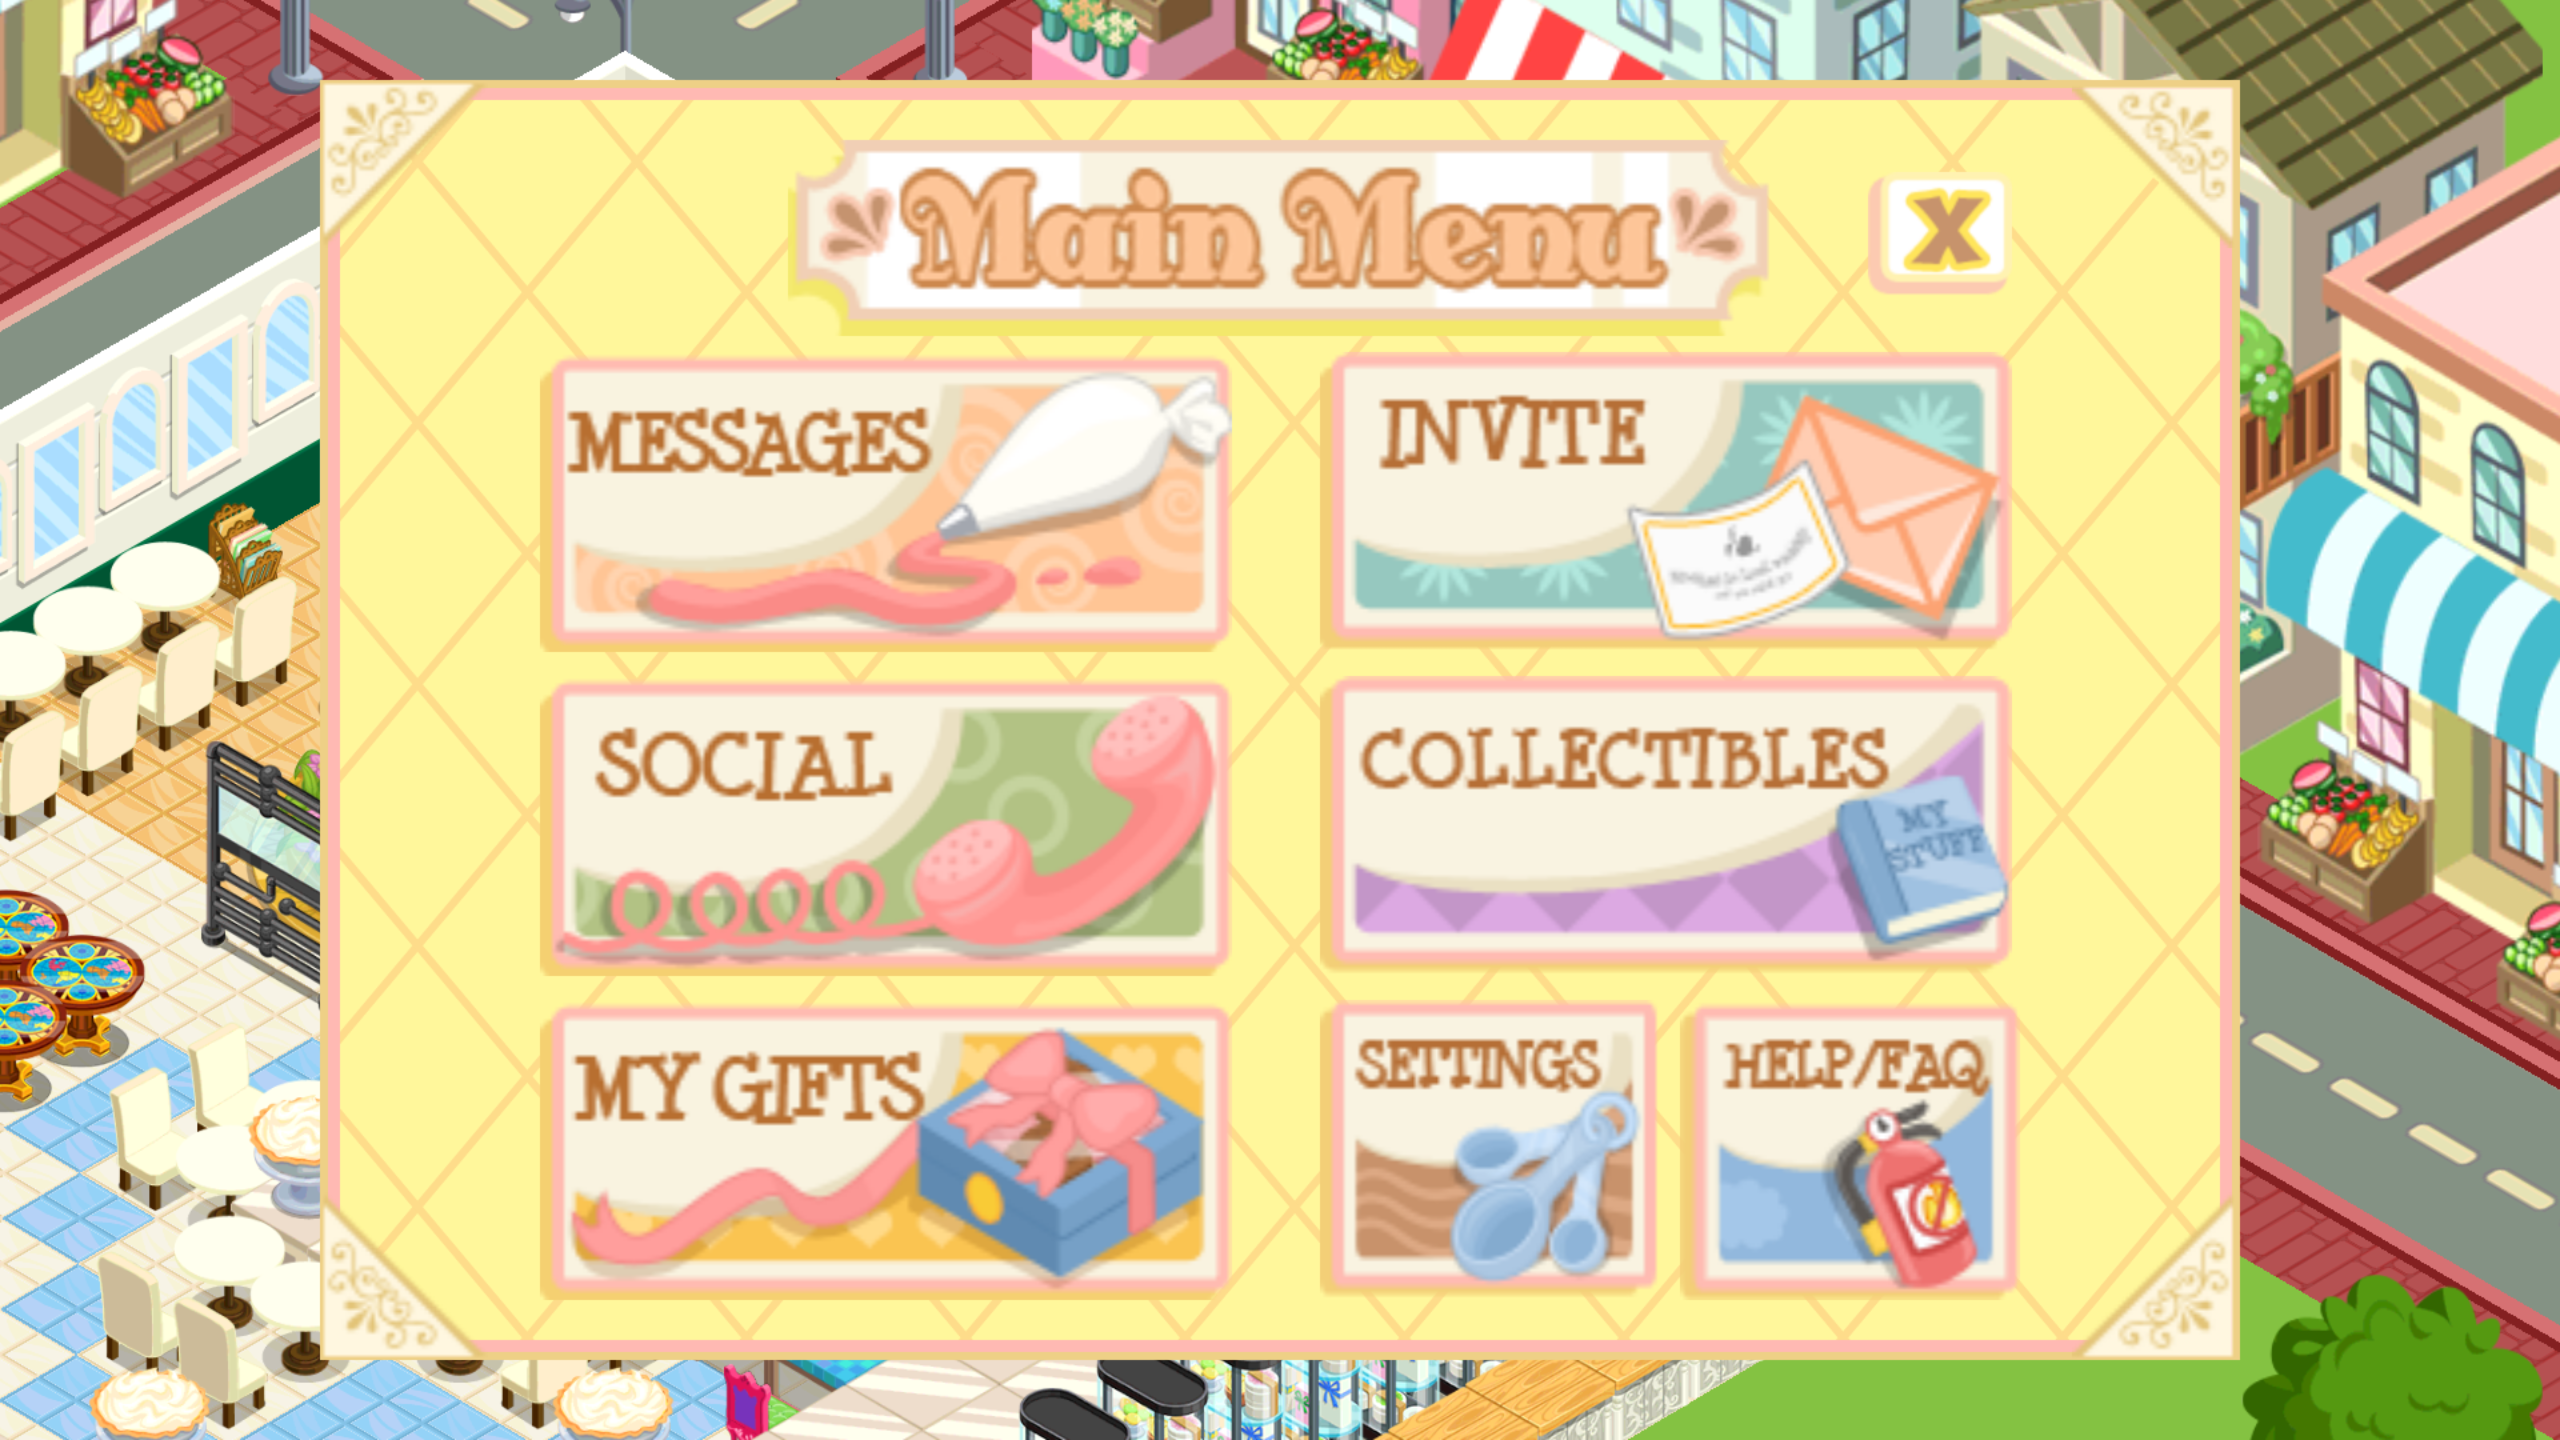 Main Menu
X
MESSAGES
INVITE
SOCIAL
COLLECTIBLES
MY
STUFF
MY GIFTS
SETTINGS
HELP/FAQ